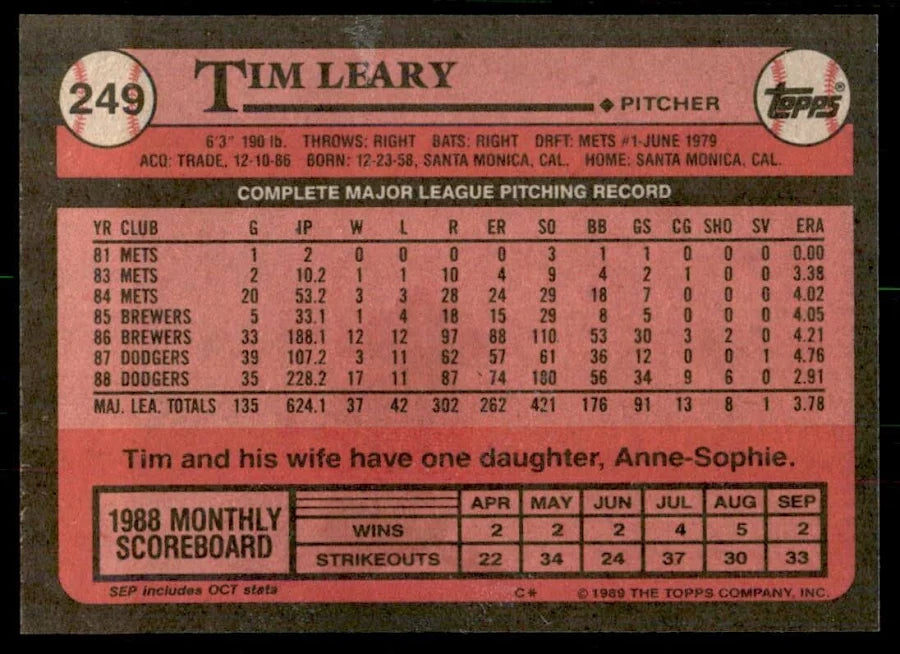 249
TIM LEARY
◆ PITCHER
TOPPS®
6'3" 190 lb. THROWS: RIGHT BATS: RIGHT DRFT: METS #1-JUNE 1979
ACQ: TRADE, 12-10-86 BORN: 12-23-58, SANTA MONICA, CAL. HOME: SANTA MONICA, CAL.
COMPLETE MAJOR LEAGUE PITCHING RECORD
YR CLUB G IP W L R ER SO BB GS CG SHO SV ERA
81 METS 1 2 0 0 0 0 3 1 1 0 0 0 0.00
83 METS 2 10.2 1 1 10 4 9 4 2 1 0 0 3.38
84 METS 20 53.2 3 3 28 24 29 18 7 0 0 0 4.02
85 BREWERS 5 33.1 1 4 18 15 29 8 5 0 0 0 4.05
86 BREWERS 33 188.1 12 12 97 88 110 53 30 3 2 0 4.21
87 DODGERS 39 107.2 3 11 62 57 61 36 12 0 0 1 4.76
88 DODGERS 35 228.2 17 11 87 74 180 56 34 9 6 0 2.91
MAJ. LEA. TOTALS 135 624.1 37 42 302 262 421 176 91 13 8 1 3.78
Tim and his wife have one daughter, Anne-Sophie.
1988 MONTHLY SCOREBOARD
APR MAY JUN JUL AUG SEP
WINS 2 2 2 4 5 2
STRIKEOUTS 22 34 24 37 30 33
SEP includes OCT stats
C* © 1989 THE TOPPS COMPANY, INC.